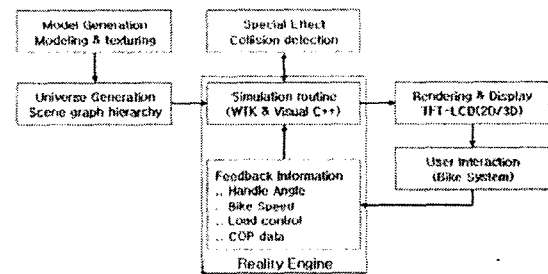 Model Generation
Modeling & texturing
Special Effect
Collision detection
Universe Generation
Scene graph hierarchy
Simulation routine
(WTK & Visual C++)
Rendering & Display
TFT-LCD(2D/3D)
User Interaction
(Bike System)
Feedback Information
.. Handle Angle
.. Bike Speed
.. Load control
.. COP data
Reality Engine